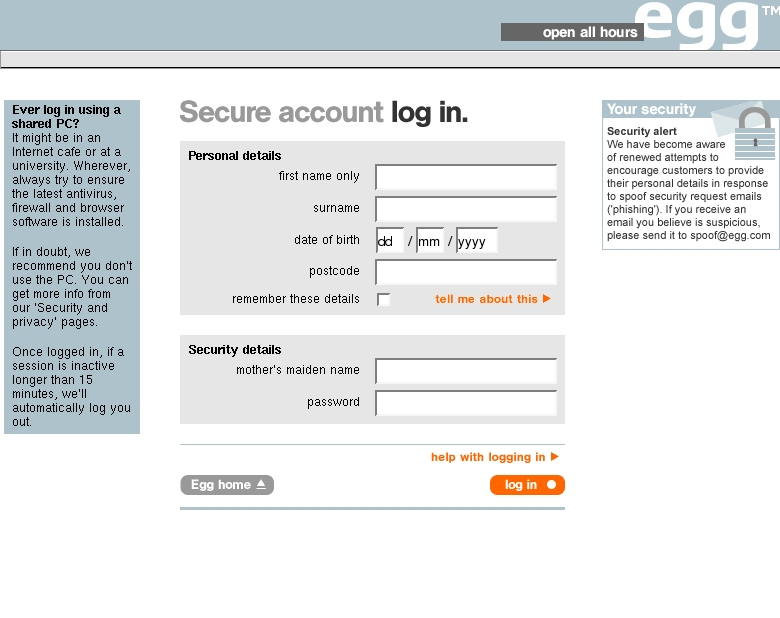 open all hours
egg™
Ever log in using a
shared PC?
It might be in an
Internet cafe or at a
university. Wherever,
always try to ensure
the latest antivirus,
firewall and browser
software is installed.
If in doubt, we
recommend you don't
use the PC. You can
get more info from
our 'Security and
privacy' pages.
Once logged in, if a
session is inactive
longer than 15
minutes, we'll
automatically log you
out.
Secure account log in.
Personal details
first name only
surname
date of birth dd / mm / yyyy
postcode
remember these details tell me about this
Security details
mother's maiden name
password
help with logging in
Egg home log in
Your security
Security alert
We have become aware
of renewed attempts to
encourage customers to provide
their personal details in response
to spoof security request emails
('phishing'). If you receive an
email you believe is suspicious,
please send it to spoof@egg.com